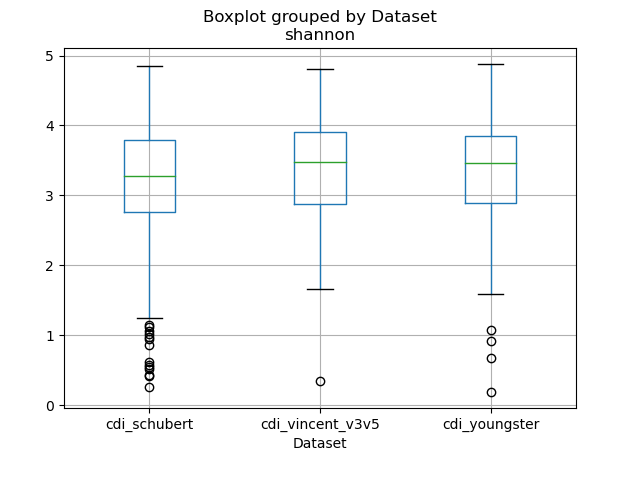 Boxplot grouped by Dataset
shannon
5
4
3
2
1
0
cdi_schubert
cdi_vincent_v3v5
cdi_youngster
Dataset